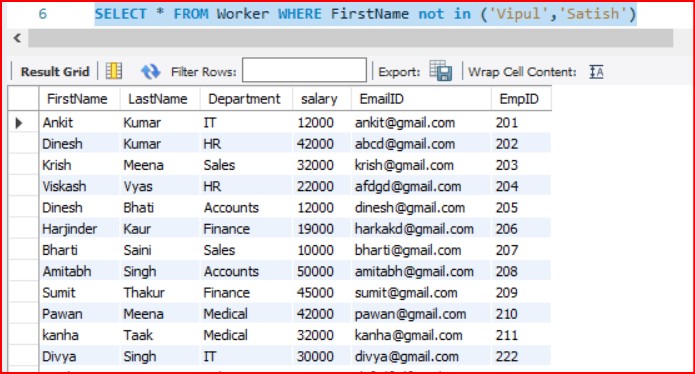 6 SELECT * FROM Worker WHERE FirstName not in ('Vipul','Satish')
Result Grid Filter Rows: Export: Wrap Cell Content:
FirstName LastName Department salary EmailID EmpID
Ankit Kumar IT 12000 ankit@gmail.com 201
Dinesh Kumar HR 42000 abcd@gmail.com 202
Krish Meena Sales 32000 krish@gmail.com 203
Viskash Vyas HR 22000 afdgd@gmail.com 204
Dinesh Bhati Accounts 12000 dinesh@gmail.com 205
Harjinder Kaur Finance 19000 harkakd@gmail.com 206
Bharti Saini Sales 10000 bharti@gmail.com 207
Amitabh Singh Accounts 50000 amitabh@gmail.com 208
Sumit Thakur Finance 45000 sumit@gmail.com 209
Pawan Meena Medical 42000 pawan@gmail.com 210
kanha Taak Medical 32000 kanha@gmail.com 211
Divya Singh IT 30000 divya@gmail.com 222